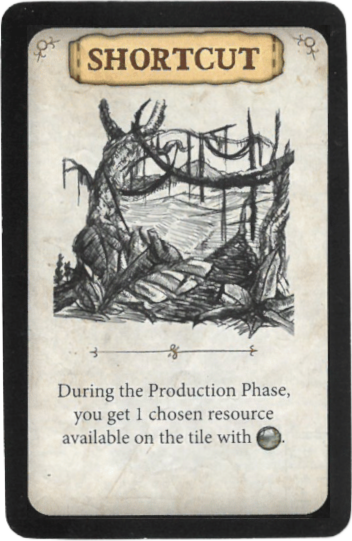 SHORTCUT
During the Production Phase,
you get 1 chosen resource
available on the tile with .